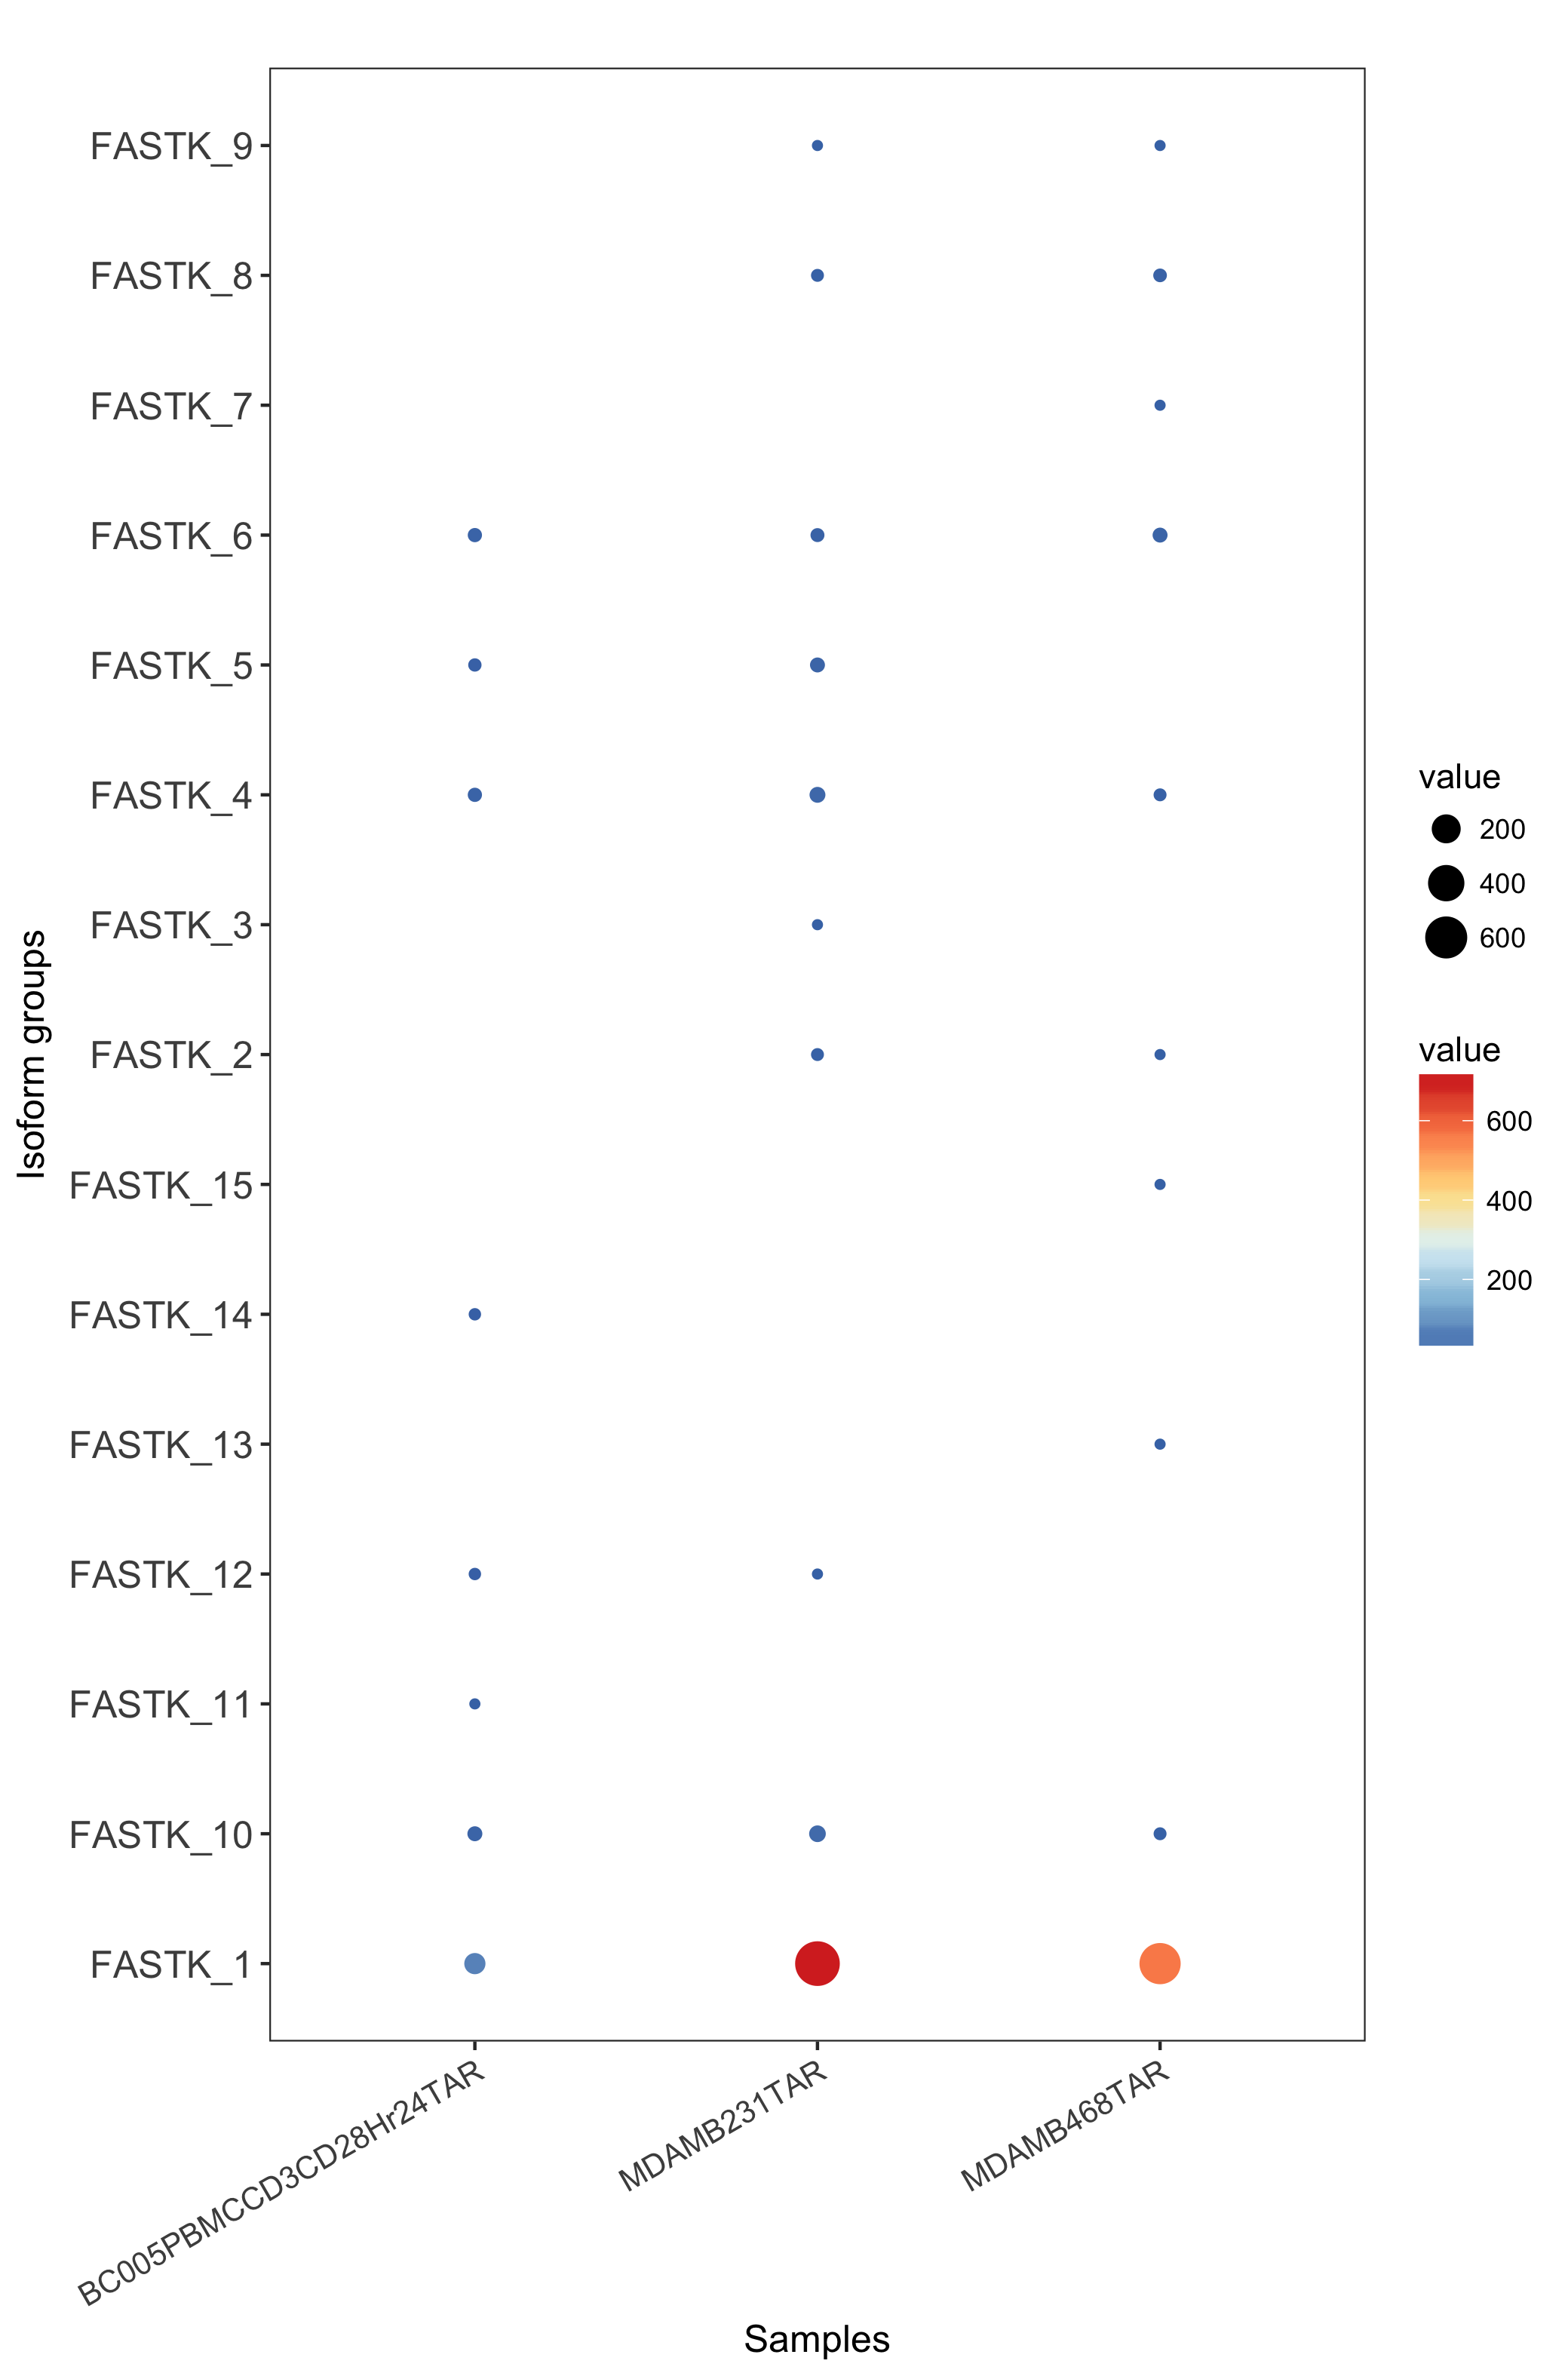 FASTK_9
FASTK_8
FASTK_7
FASTK_6
FASTK_5
FASTK_4
FASTK_3
FASTK_2
FASTK_15
FASTK_14
FASTK_13
FASTK_12
FASTK_11
FASTK_10
FASTK_1
Isoform groups
BC005PBMCCD3CD28Hr24TAR
MDAMB231TAR
MDAMB468TAR
Samples
value
200
400
600
value
600
400
200